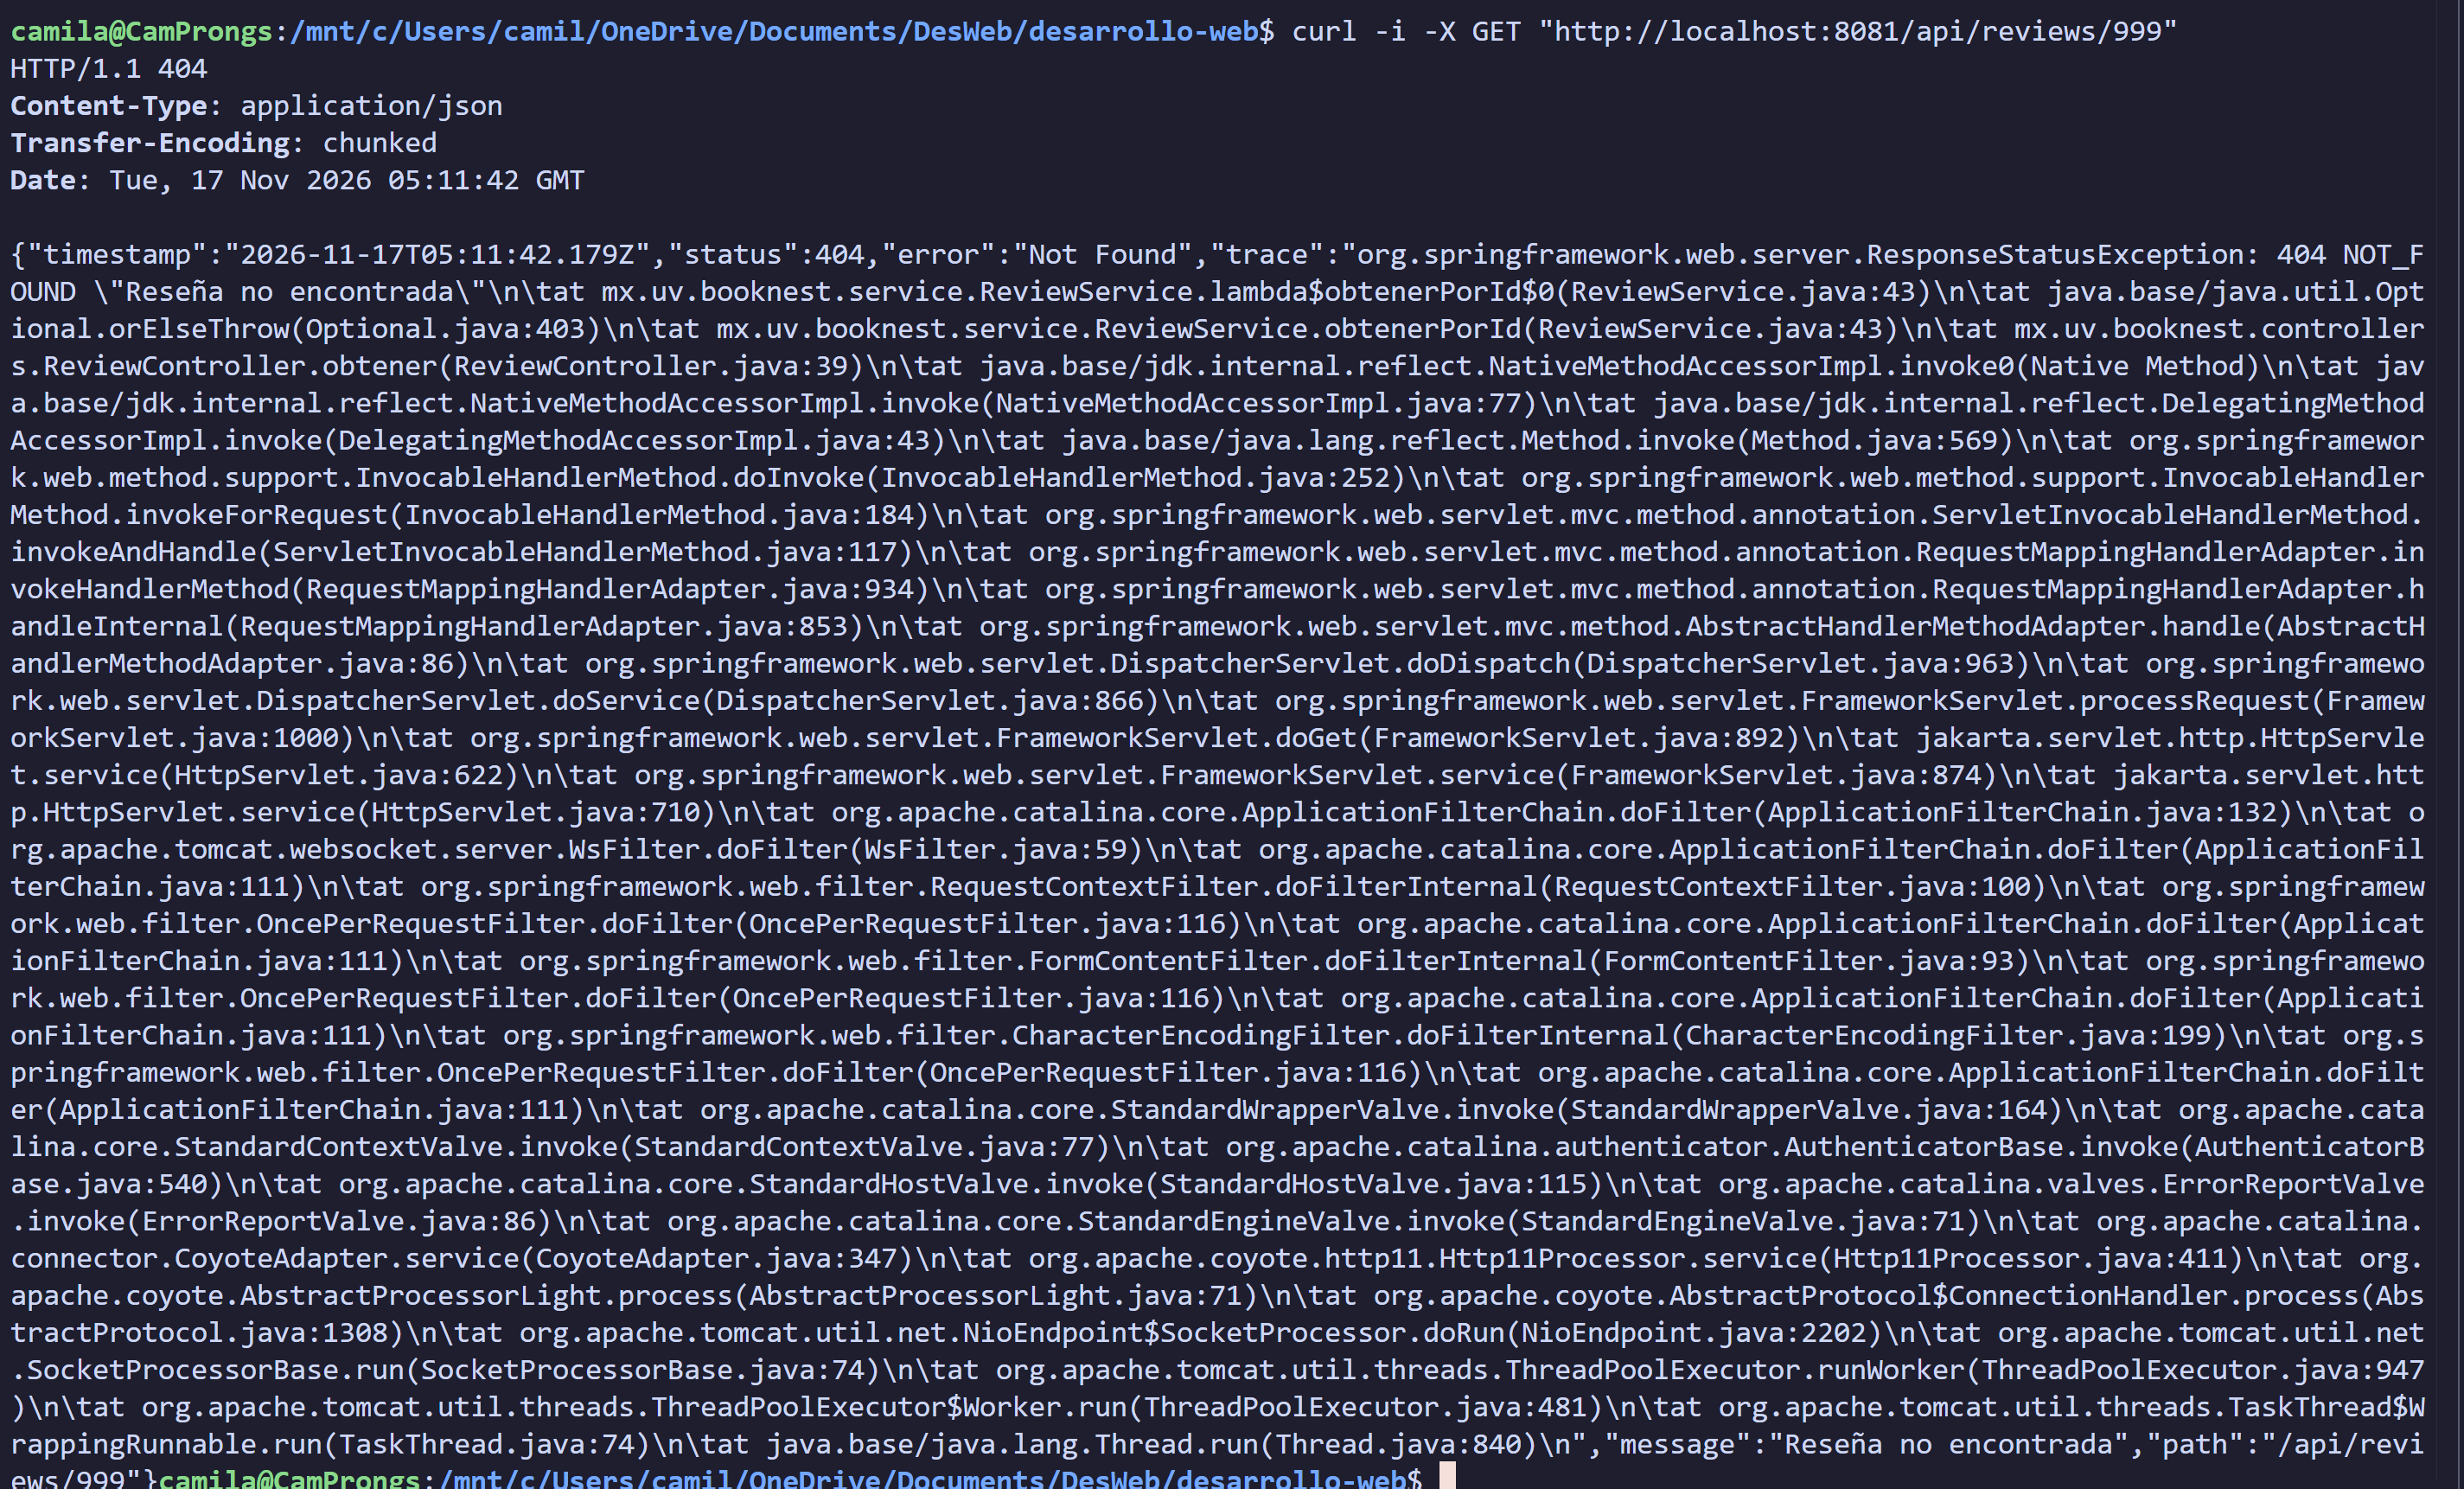 camila@CamProngs:/mnt/c/Users/camil/OneDrive/Documents/DesWeb/desarrollo-web$ curl -i -X GET "http://localhost:8081/api/reviews/999"
HTTP/1.1 404
Content-Type: application/json
Transfer-Encoding: chunked
Date: Tue, 17 Nov 2026 05:11:42 GMT

{"timestamp":"2026-11-17T05:11:42.179Z","status":404,"error":"Not Found","trace":"org.springframework.web.server.ResponseStatusException: 404 NOT_F
OUND \"Reseña no encontrada\"\n\tat mx.uv.booknest.service.ReviewService.lambda$obtenerPorId$0(ReviewService.java:43)\n\tat java.base/java.util.Opt
ional.orElseThrow(Optional.java:403)\n\tat mx.uv.booknest.service.ReviewService.obtenerPorId(ReviewService.java:43)\n\tat mx.uv.booknest.controller
s.ReviewController.obtener(ReviewController.java:39)\n\tat java.base/jdk.internal.reflect.NativeMethodAccessorImpl.invoke0(Native Method)\n\tat jav
a.base/jdk.internal.reflect.NativeMethodAccessorImpl.invoke(NativeMethodAccessorImpl.java:77)\n\tat java.base/jdk.internal.reflect.DelegatingMethod
AccessorImpl.invoke(DelegatingMethodAccessorImpl.java:43)\n\tat java.base/java.lang.reflect.Method.invoke(Method.java:569)\n\tat org.springframewor
k.web.method.support.InvocableHandlerMethod.doInvoke(InvocableHandlerMethod.java:252)\n\tat org.springframework.web.method.support.InvocableHandler
Method.invokeForRequest(InvocableHandlerMethod.java:184)\n\tat org.springframework.web.servlet.mvc.method.annotation.ServletInvocableHandlerMethod.
invokeAndHandle(ServletInvocableHandlerMethod.java:117)\n\tat org.springframework.web.servlet.mvc.method.annotation.RequestMappingHandlerAdapter.in
vokeHandlerMethod(RequestMappingHandlerAdapter.java:934)\n\tat org.springframework.web.servlet.mvc.method.annotation.RequestMappingHandlerAdapter.h
andleInternal(RequestMappingHandlerAdapter.java:853)\n\tat org.springframework.web.servlet.mvc.method.AbstractHandlerMethodAdapter.handle(AbstractH
andlerMethodAdapter.java:86)\n\tat org.springframework.web.servlet.DispatcherServlet.doDispatch(DispatcherServlet.java:963)\n\tat org.springframewo
rk.web.servlet.DispatcherServlet.doService(DispatcherServlet.java:866)\n\tat org.springframework.web.servlet.FrameworkServlet.processRequest(Framew
orkServlet.java:1000)\n\tat org.springframework.web.servlet.FrameworkServlet.doGet(FrameworkServlet.java:892)\n\tat jakarta.servlet.http.HttpServle
t.service(HttpServlet.java:622)\n\tat org.springframework.web.servlet.FrameworkServlet.service(FrameworkServlet.java:874)\n\tat jakarta.servlet.htt
p.HttpServlet.service(HttpServlet.java:710)\n\tat org.apache.catalina.core.ApplicationFilterChain.doFilter(ApplicationFilterChain.java:132)\n\tat o
rg.apache.tomcat.websocket.server.WsFilter.doFilter(WsFilter.java:59)\n\tat org.apache.catalina.core.ApplicationFilterChain.doFilter(ApplicationFil
terChain.java:111)\n\tat org.springframework.web.filter.RequestContextFilter.doFilterInternal(RequestContextFilter.java:100)\n\tat org.springframew
ork.web.filter.OncePerRequestFilter.doFilter(OncePerRequestFilter.java:116)\n\tat org.apache.catalina.core.ApplicationFilterChain.doFilter(Applicat
ionFilterChain.java:111)\n\tat org.springframework.web.filter.FormContentFilter.doFilterInternal(FormContentFilter.java:93)\n\tat org.springframewo
rk.web.filter.OncePerRequestFilter.doFilter(OncePerRequestFilter.java:116)\n\tat org.apache.catalina.core.ApplicationFilterChain.doFilter(Applicati
onFilterChain.java:111)\n\tat org.springframework.web.filter.CharacterEncodingFilter.doFilterInternal(CharacterEncodingFilter.java:199)\n\tat org.s
pringframework.web.filter.OncePerRequestFilter.doFilter(OncePerRequestFilter.java:116)\n\tat org.apache.catalina.core.ApplicationFilterChain.doFilt
er(ApplicationFilterChain.java:111)\n\tat org.apache.catalina.core.StandardWrapperValve.invoke(StandardWrapperValve.java:164)\n\tat org.apache.cata
lina.core.StandardContextValve.invoke(StandardContextValve.java:77)\n\tat org.apache.catalina.authenticator.AuthenticatorBase.invoke(AuthenticatorB
ase.java:540)\n\tat org.apache.catalina.core.StandardHostValve.invoke(StandardHostValve.java:115)\n\tat org.apache.catalina.valves.ErrorReportValve
.invoke(ErrorReportValve.java:86)\n\tat org.apache.catalina.core.StandardEngineValve.invoke(StandardEngineValve.java:71)\n\tat org.apache.catalina.
connector.CoyoteAdapter.service(CoyoteAdapter.java:347)\n\tat org.apache.coyote.http11.Http11Processor.service(Http11Processor.java:411)\n\tat org.
apache.coyote.AbstractProcessorLight.process(AbstractProcessorLight.java:71)\n\tat org.apache.coyote.AbstractProtocol$ConnectionHandler.process(Abs
tractProtocol.java:1308)\n\tat org.apache.tomcat.util.net.NioEndpoint$SocketProcessor.doRun(NioEndpoint.java:2202)\n\tat org.apache.tomcat.util.net
.SocketProcessorBase.run(SocketProcessorBase.java:74)\n\tat org.apache.tomcat.util.threads.ThreadPoolExecutor.runWorker(ThreadPoolExecutor.java:947
)\n\tat org.apache.tomcat.util.threads.ThreadPoolExecutor$Worker.run(ThreadPoolExecutor.java:481)\n\tat org.apache.tomcat.util.threads.TaskThread$W
rappingRunnable.run(TaskThread.java:74)\n\tat java.base/java.lang.Thread.run(Thread.java:840)\n","message":"Reseña no encontrada","path":"/api/revi
ews/999"}camila@CamProngs:/mnt/c/Users/camil/OneDrive/Documents/DesWeb/desarrollo-web$